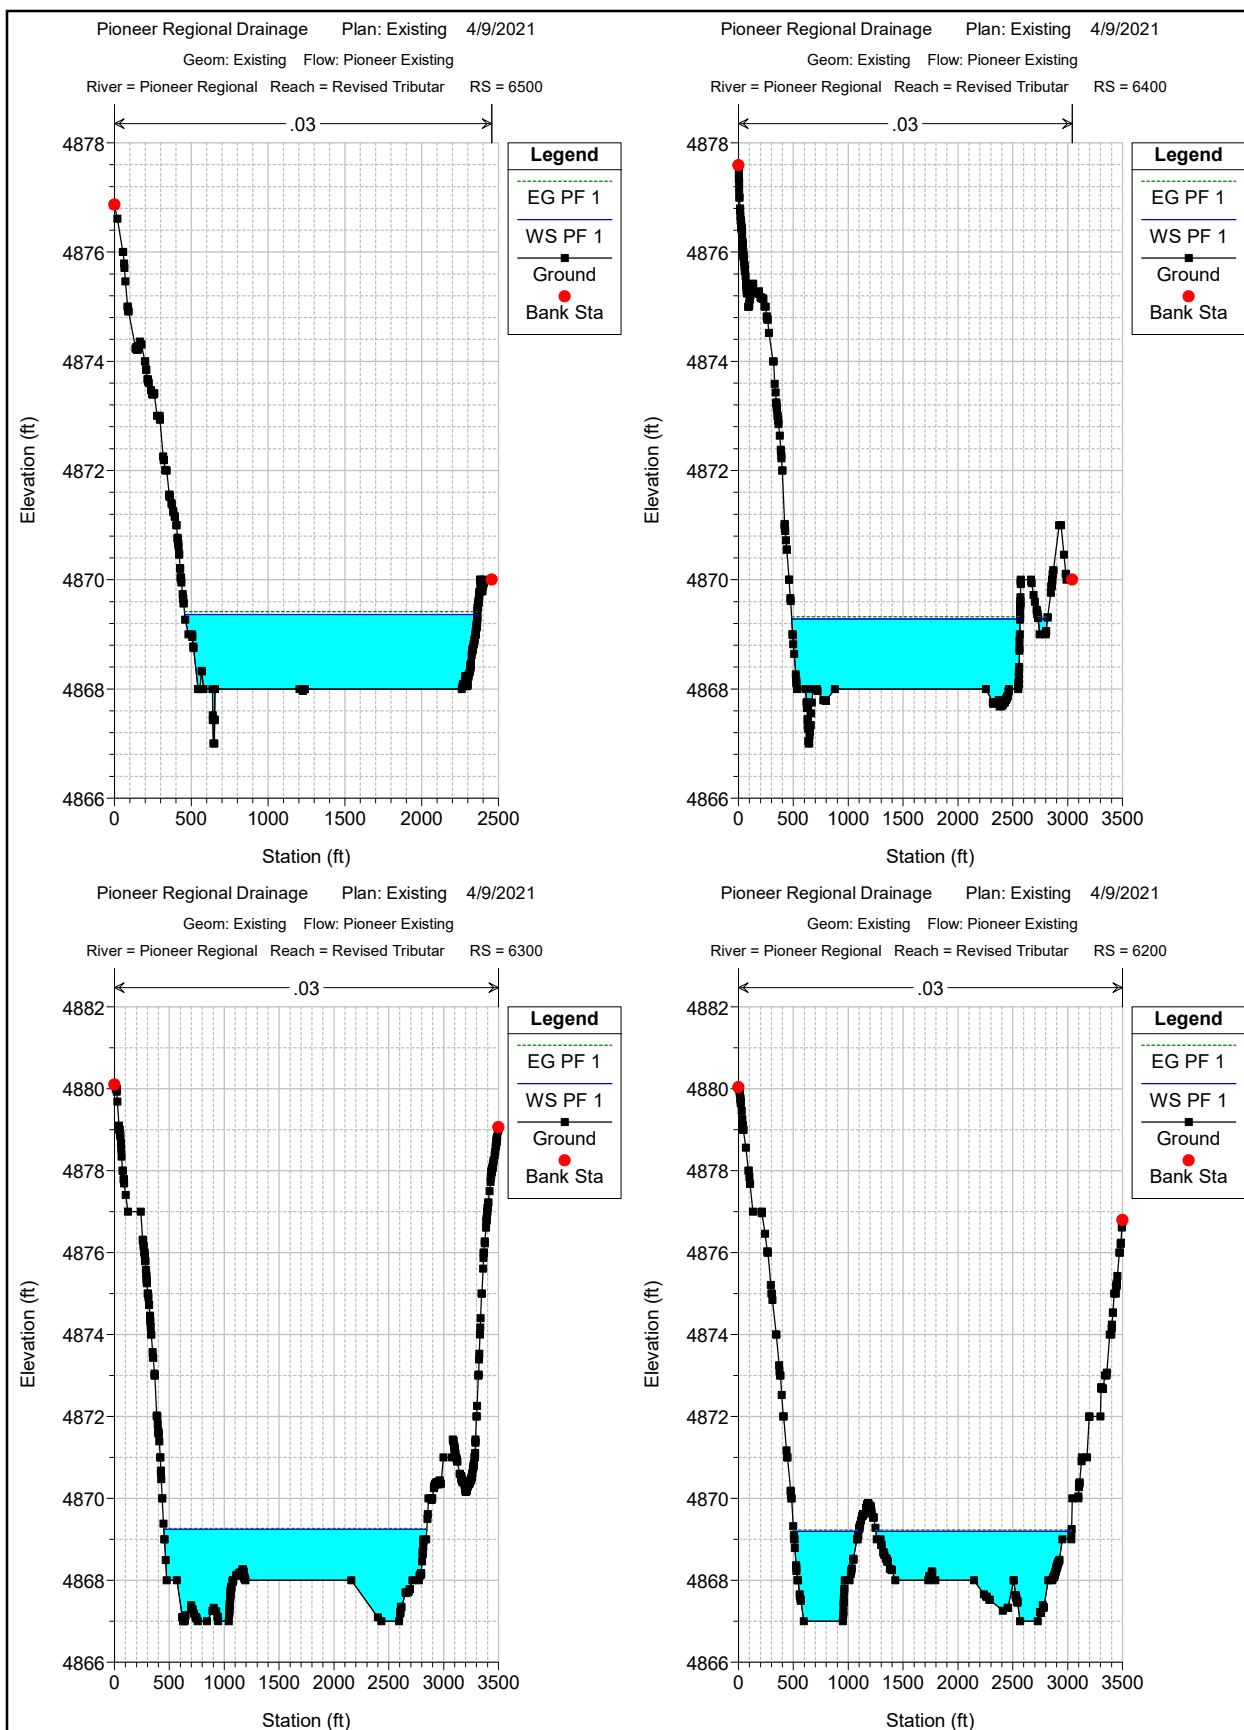 Pioneer Regional Drainage Plan: Existing 4/9/2021
Geom: Existing Flow: Pioneer Existing
River = Pioneer Regional Reach = Revised Tributar RS = 6500
.03
Legend
EG PF 1
WS PF 1
Ground
Bank Sta
4878
4876
4874
4872
4870
4868
4866
Elevation (ft)
0 500 1000 1500 2000 2500
Station (ft)
Pioneer Regional Drainage Plan: Existing 4/9/2021
Geom: Existing Flow: Pioneer Existing
River = Pioneer Regional Reach = Revised Tributar RS = 6400
.03
Legend
EG PF 1
WS PF 1
Ground
Bank Sta
4878
4876
4874
4872
4870
4868
4866
Elevation (ft)
0 500 1000 1500 2000 2500 3000 3500
Station (ft)
Pioneer Regional Drainage Plan: Existing 4/9/2021
Geom: Existing Flow: Pioneer Existing
River = Pioneer Regional Reach = Revised Tributar RS = 6300
.03
Legend
EG PF 1
WS PF 1
Ground
Bank Sta
4882
4880
4878
4876
4874
4872
4870
4868
4866
Elevation (ft)
0 500 1000 1500 2000 2500 3000 3500
Station (ft)
Pioneer Regional Drainage Plan: Existing 4/9/2021
Geom: Existing Flow: Pioneer Existing
River = Pioneer Regional Reach = Revised Tributar RS = 6200
.03
Legend
EG PF 1
WS PF 1
Ground
Bank Sta
4882
4880
4878
4876
4874
4872
4870
4868
4866
Elevation (ft)
0 500 1000 1500 2000 2500 3000 3500
Station (ft)